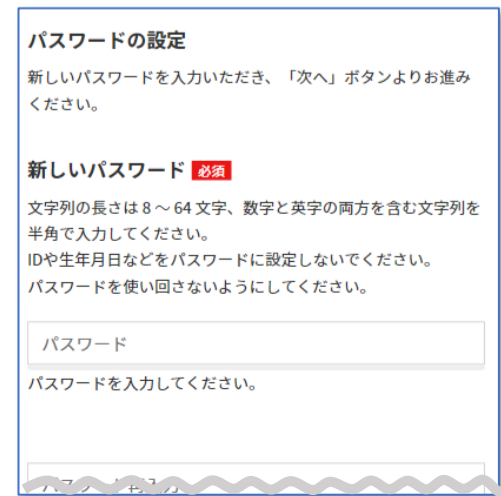 パスワードの設定
新しいパスワードを入力いただき、「次へ」ボタンよりお進み
ください。
新しいパスワード 必須
文字列の長さは 8 ～ 64 文字、数字と英字の両方を含む文字列を
半角で入力してください。
IDや生年月日などをパスワードに設定しないでください。
パスワードを使い回さないようにしてください。
パスワード
パスワードを入力してください。